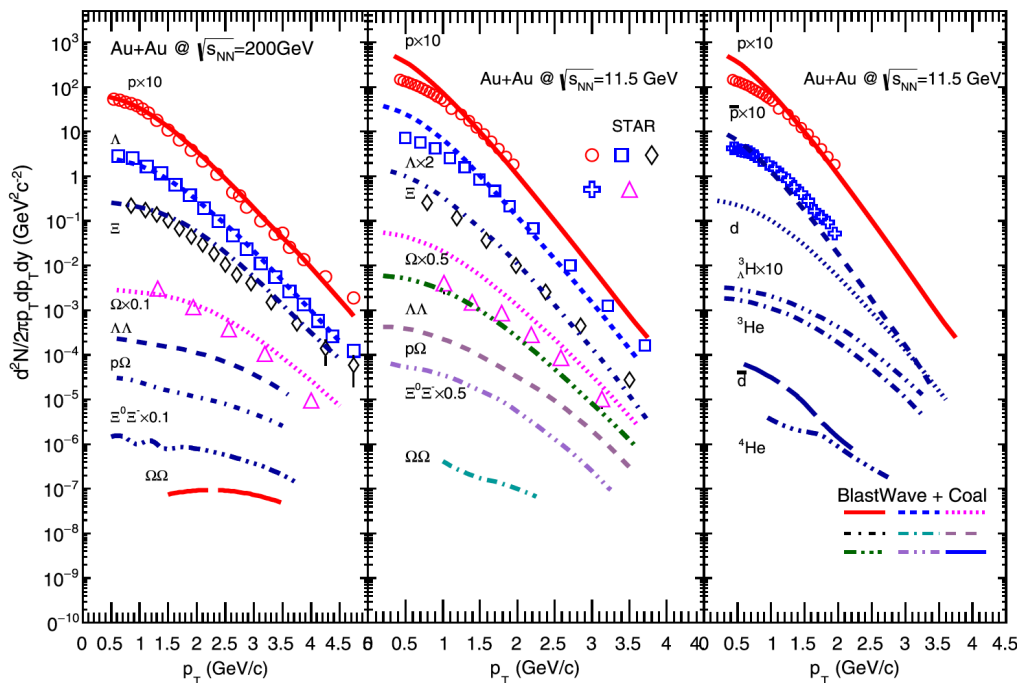 d²N/2πp_T dp_T dy (GeV²c⁻²)
10³
10²
10
1
10⁻¹
10⁻²
10⁻³
10⁻⁴
10⁻⁵
10⁻⁶
10⁻⁷
10⁻⁸
10⁻⁹
10⁻¹⁰
Au+Au @ √s_NN=200GeV
p×10
Λ
Ξ
Ω×0.1
ΛΛ
pΩ
Ξ⁰Ξ⁻×0.1
ΩΩ
0 0.5 1 1.5 2 2.5 3 3.5 4 4.5
p_T (GeV/c)
p×10
Au+Au @ √s_NN=11.5 GeV
STAR
Λ×2
Ξ
Ω×0.5
ΛΛ
pΩ
Ξ⁰Ξ⁻×0.5
ΩΩ
0 0.5 1 1.5 2 2.5 3 3.5 4
p_T (GeV/c)
p×10
Au+Au @ √s_NN=11.5 GeV
p̅×10
d
³_ΛH×10
³He
d̅
⁴He
BlastWave + Coal
0 0.5 1 1.5 2 2.5 3 3.5 4 4.5
p_T (GeV/c)